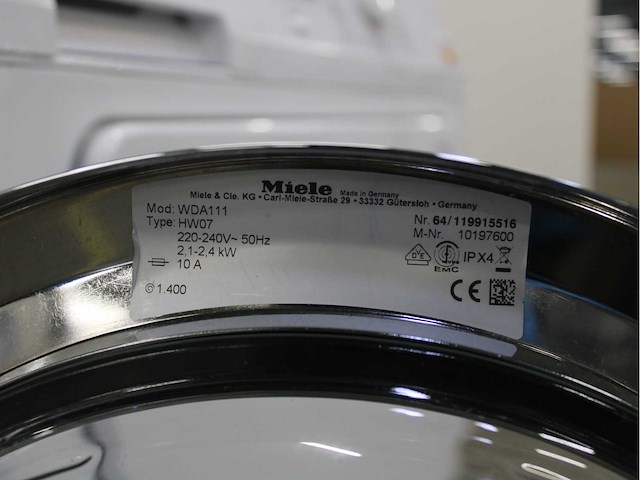 Miele Made in Germany
Miele & Cie. KG • Carl-Miele-Straße 29 • 33332 Gütersloh • Germany
Mod: WDA111
Nr. 64/119915516
Type: HW07
M-Nr. 10197600
220-240V~ 50Hz
2,1-2,4 kW
10 A
DVE
EMC
IPX4
1.400
CE